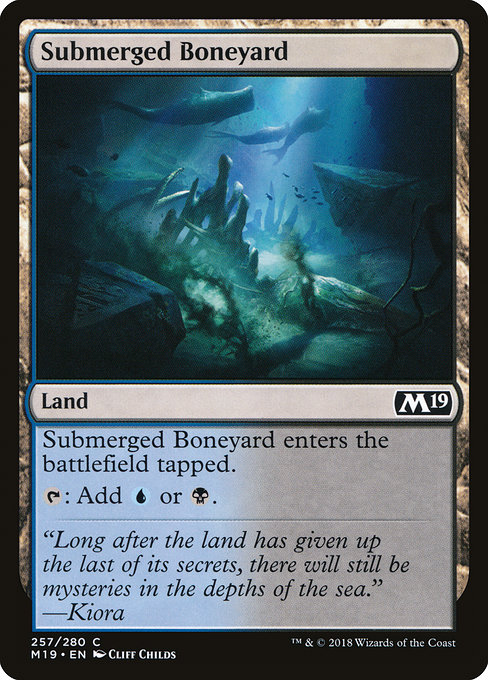 Submerged Boneyard
Land
M19
Submerged Boneyard enters the
battlefield tapped.
: Add or .
“Long after the land has given up
the last of its secrets, there will still be
mysteries in the depths of the sea.”
—Kiora
257/280 C
M19 • EN Cliff Childs
™ & © 2018 Wizards of the Coast